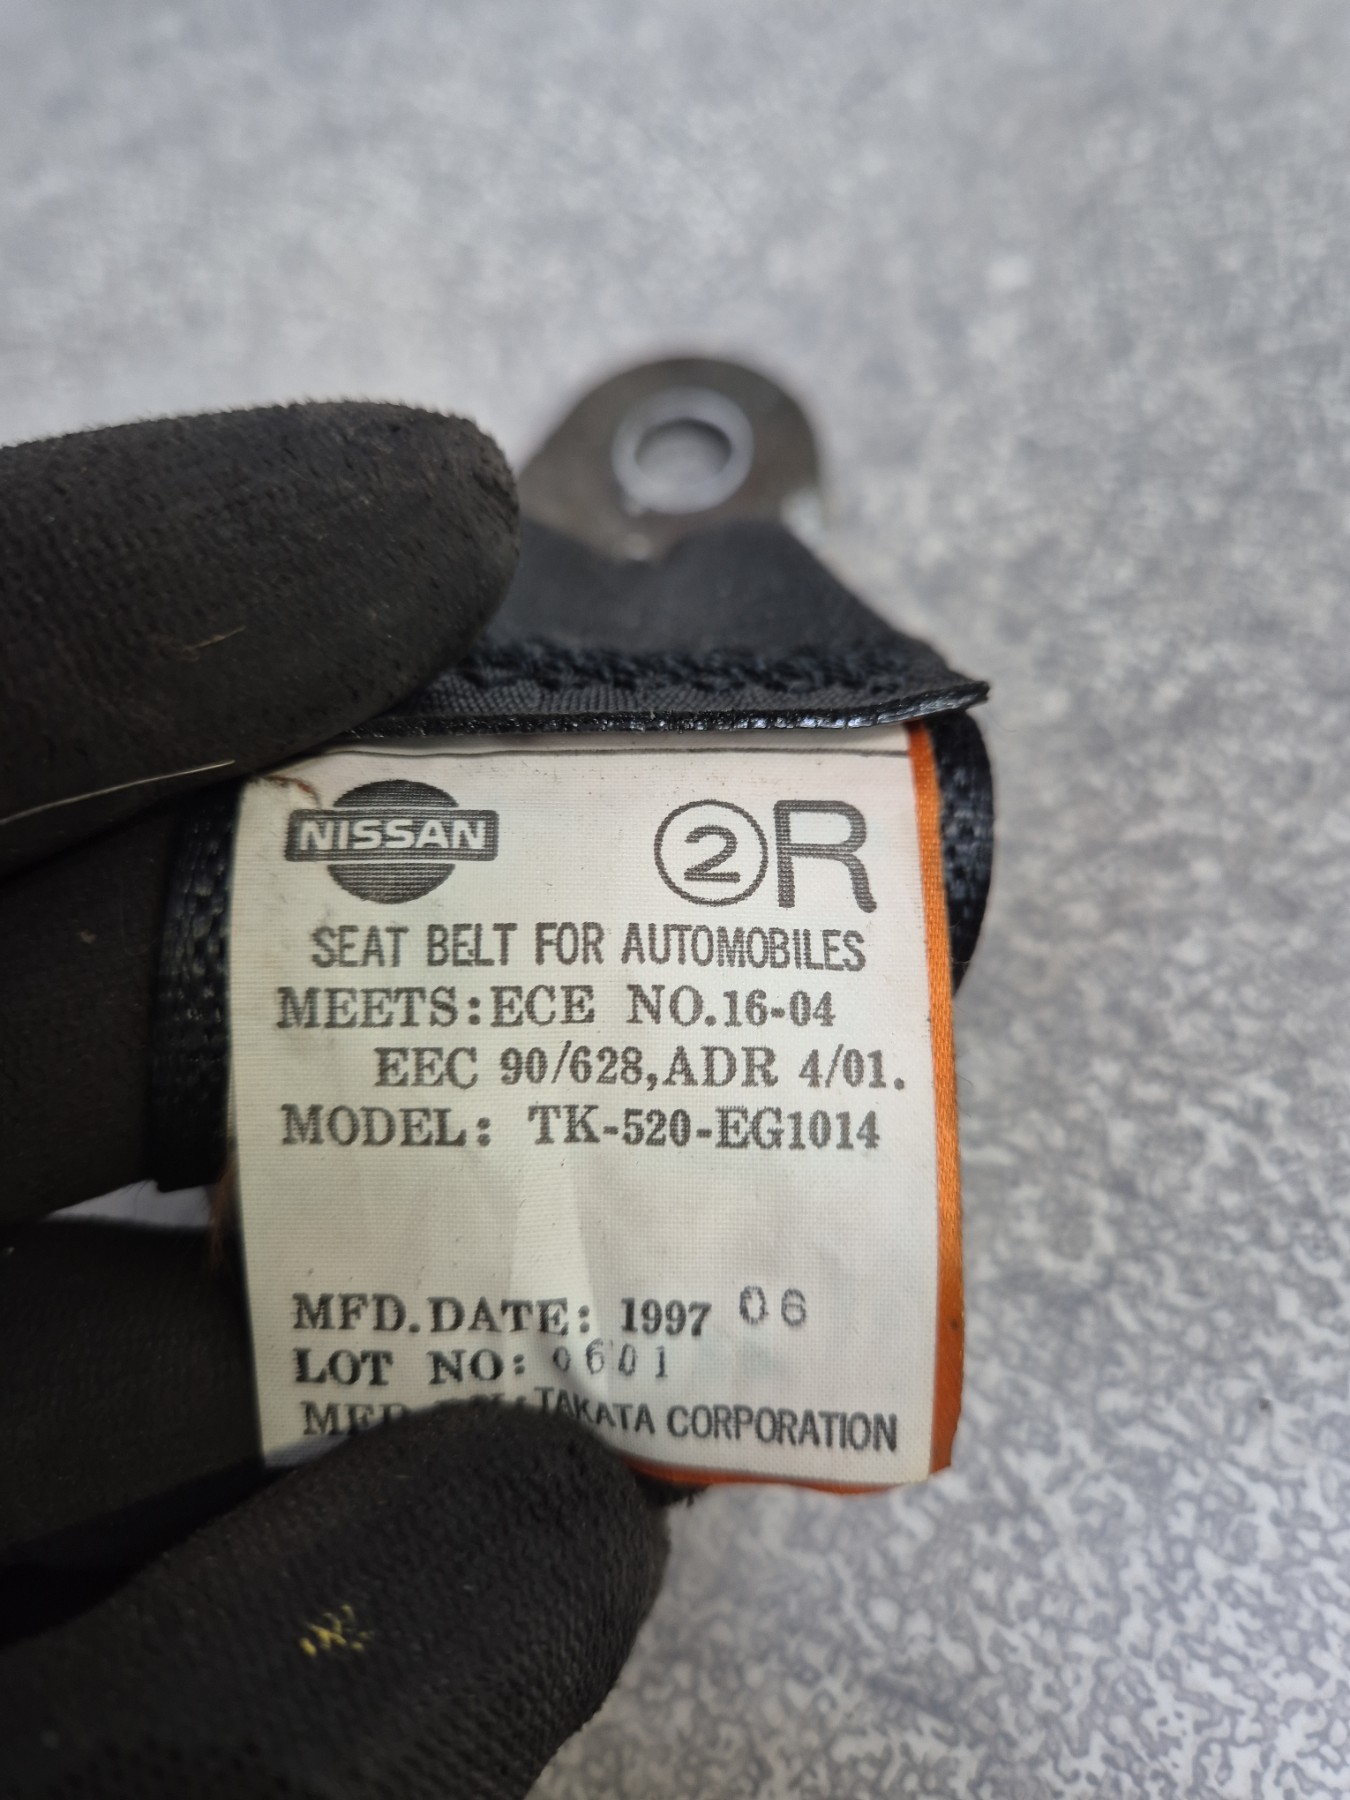 NISSAN ②R
SEAT BELT FOR AUTOMOBILES
MEETS:ECE NO.16-04
EEC 90/628,ADR 4/01.
MODEL: TK-520-EG1014
MFD.DATE: 1997 06
LOT NO: 0601
TAKATA CORPORATION